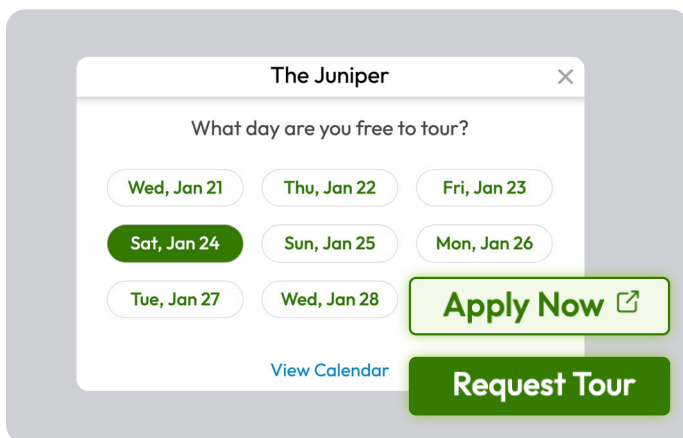 The Juniper
What day are you free to tour?
Wed, Jan 21 Thu, Jan 22 Fri, Jan 23
Sat, Jan 24 Sun, Jan 25 Mon, Jan 26
Tue, Jan 27 Wed, Jan 28
Apply Now
View Calendar
Request Tour